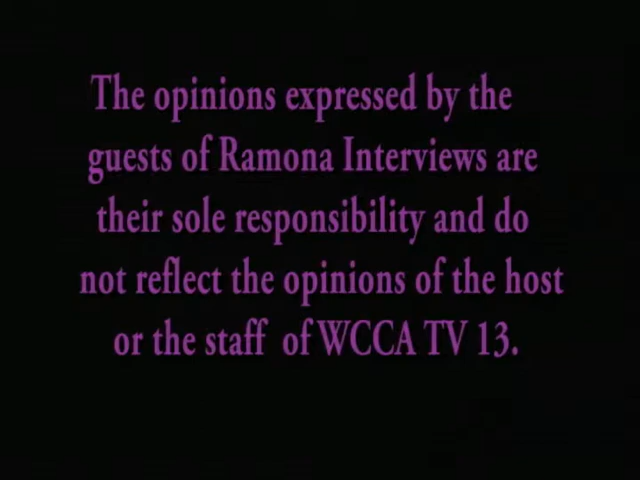 The opinions expressed by the
guests of Ramona Interviews are
their sole responsibility and do
not reflect the opinions of the host
or the staff of WCCA TV 13.